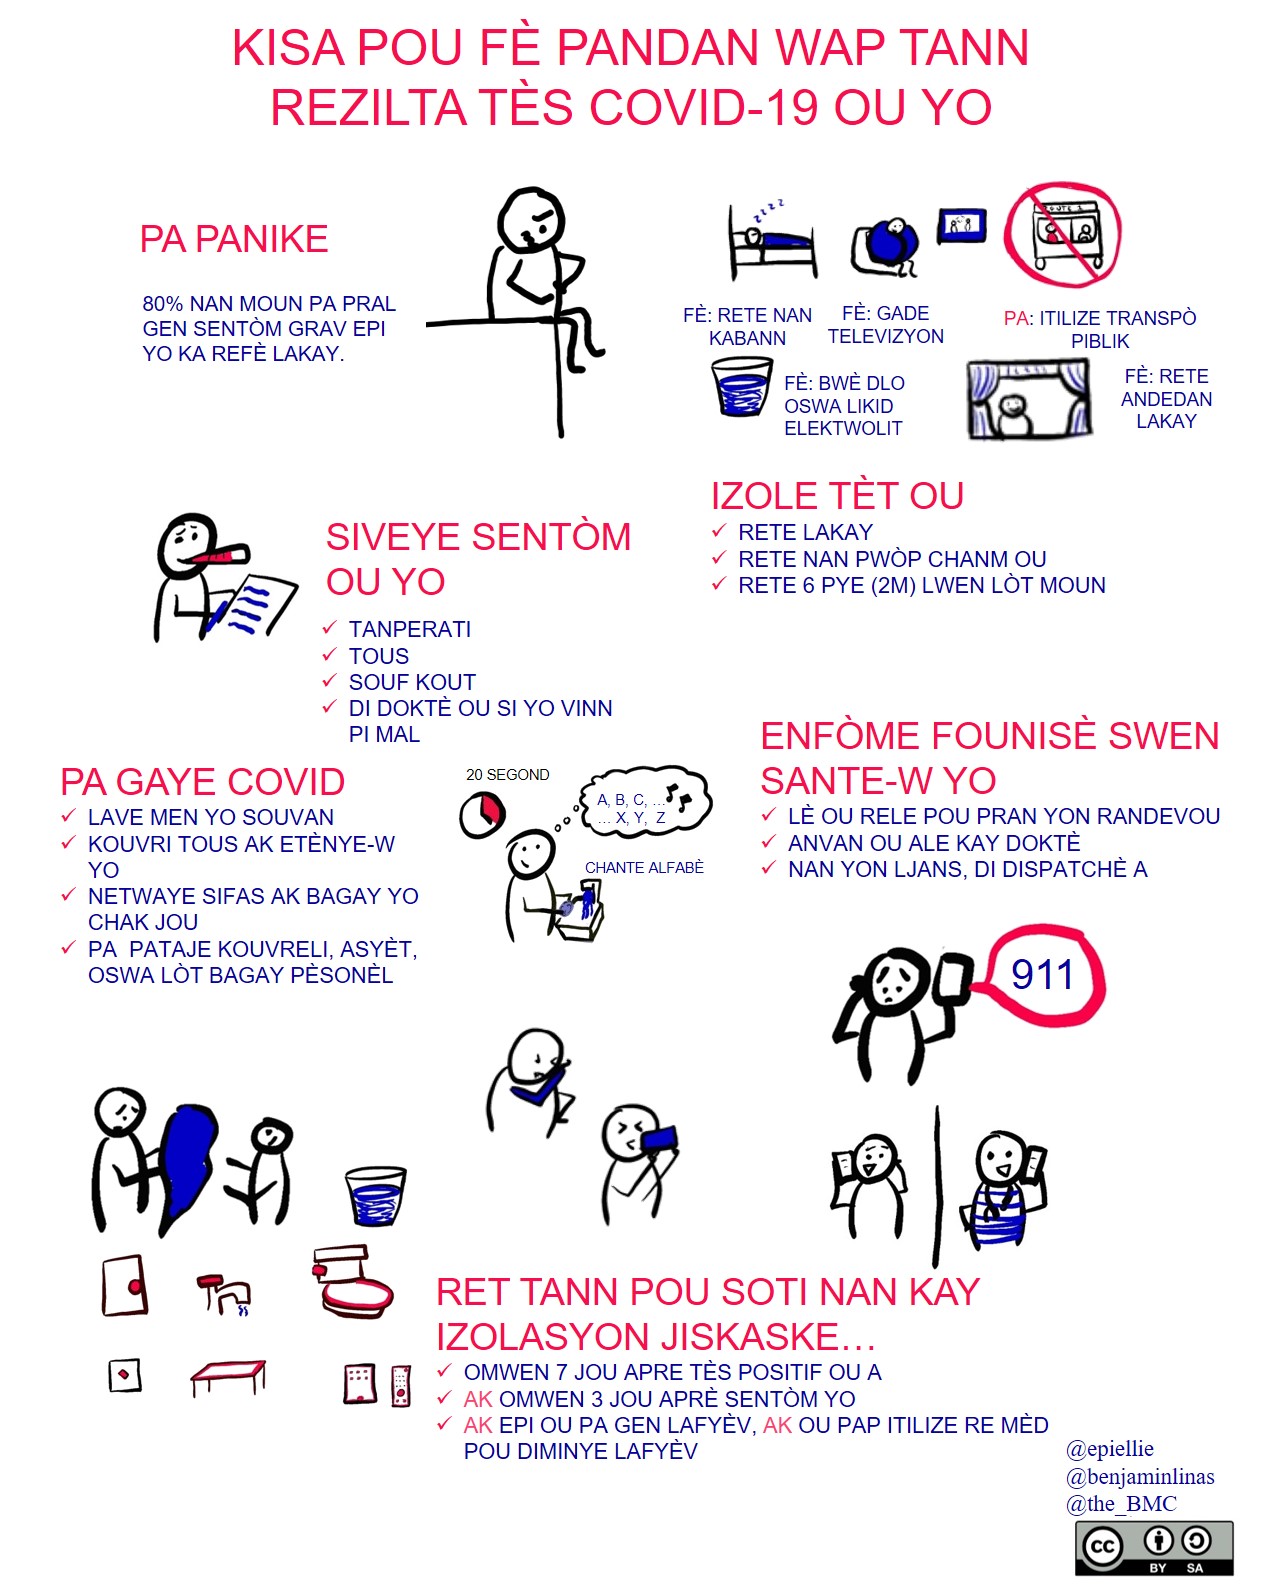 KISA POU FÈ PANDAN WAP TANN
REZILTA TÈS COVID-19 OU YO
PA PANIKE
80% NAN MOUN PA PRAL
GEN SENTÒM GRAV EPI
YO KA REFÈ LAKAY.
ZZZZ
FÈ: RETE NAN
KABANN
FÈ: GADE
TELEVIZYON
ROUTE 1
PA: ITILIZE TRANSPÒ
PIBLIK
FÈ: BWÈ DLO
OSWA LIKID
ELEKTWOLIT
FÈ: RETE
ANDEDAN
LAKAY
IZOLE TÈT OU
✓ RETE LAKAY
✓ RETE NAN PWÒP CHANM OU
✓ RETE 6 PYE (2M) LWEN LÒT MOUN
SIVEYE SENTÒM
OU YO
✓ TANPERATI
✓ TOUS
✓ SOUF KOUT
✓ DI DOKTÈ OU SI YO VINN
PI MAL
ENFÒME FOUNISÈ SWEN
SANTE-W YO
✓ LÈ OU RELE POU PRAN YON RANDEVOU
✓ ANVAN OU ALE KAY DOKTÈ
✓ NAN YON LJANS, DI DISPATCHÈ A
911
PA GAYE COVID
✓ LAVE MEN YO SOUVAN
✓ KOUVRI TOUS AK ETÈNYE-W
YO
✓ NETWAYE SIFAS AK BAGAY YO
CHAK JOU
✓ PA PATAJE KOUVRELI, ASYÈT,
OSWA LÒT BAGAY PÈSONÈL
20 SEGOND
A, B, C, ...
... X, Y, Z
CHANTE ALFABÈ
RET TANN POU SOTI NAN KAY
IZOLASYON JISKASKE…
✓ OMWEN 7 JOU APRE TÈS POSITIF OU A
✓ AK OMWEN 3 JOU APRÈ SENTÒM YO
✓ AK EPI OU PA GEN LAFYÈV, AK OU PAP ITILIZE RE MÈD
POU DIMINYE LAFYÈV
@epiellie
@benjaminlinas
@the_BMC
cc
BY SA